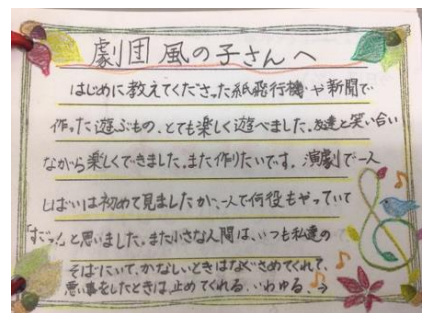 劇団風の子さんへ
はじめに教えてくださった紙飛行機や新聞で
作った遊ぶもの、とても楽しく遊べました。友達と笑い合い
ながら楽しくできました。また作りたいです。演劇で一人
しばいは初めて見ましたが、一人で何役もやっていて
「すごっ!」と思いました。また小さな人間は、いつも私達の
そばにいて、かなしいときはなぐさめてくれて、
悪い事をしたときは、止めてくれる、いわゆる、→